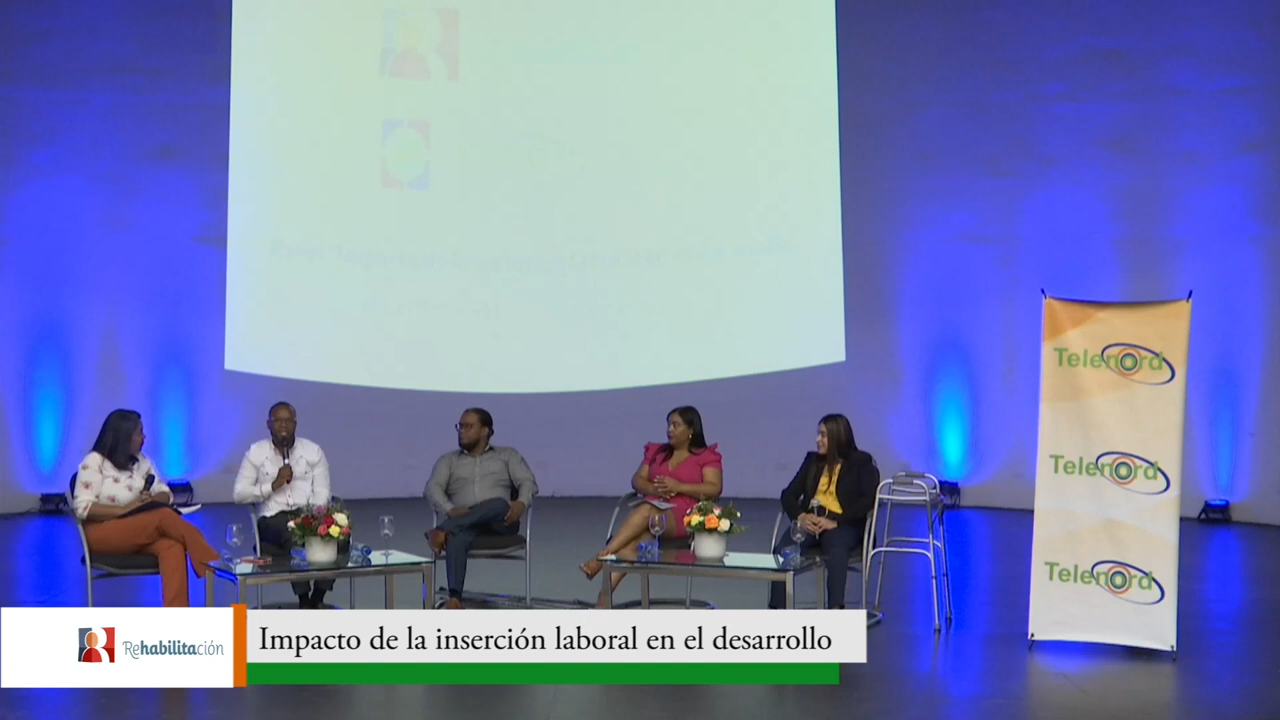 Telenord
Telenord
Telenord
Rehabilitación
Impacto de la inserción laboral en el desarrollo